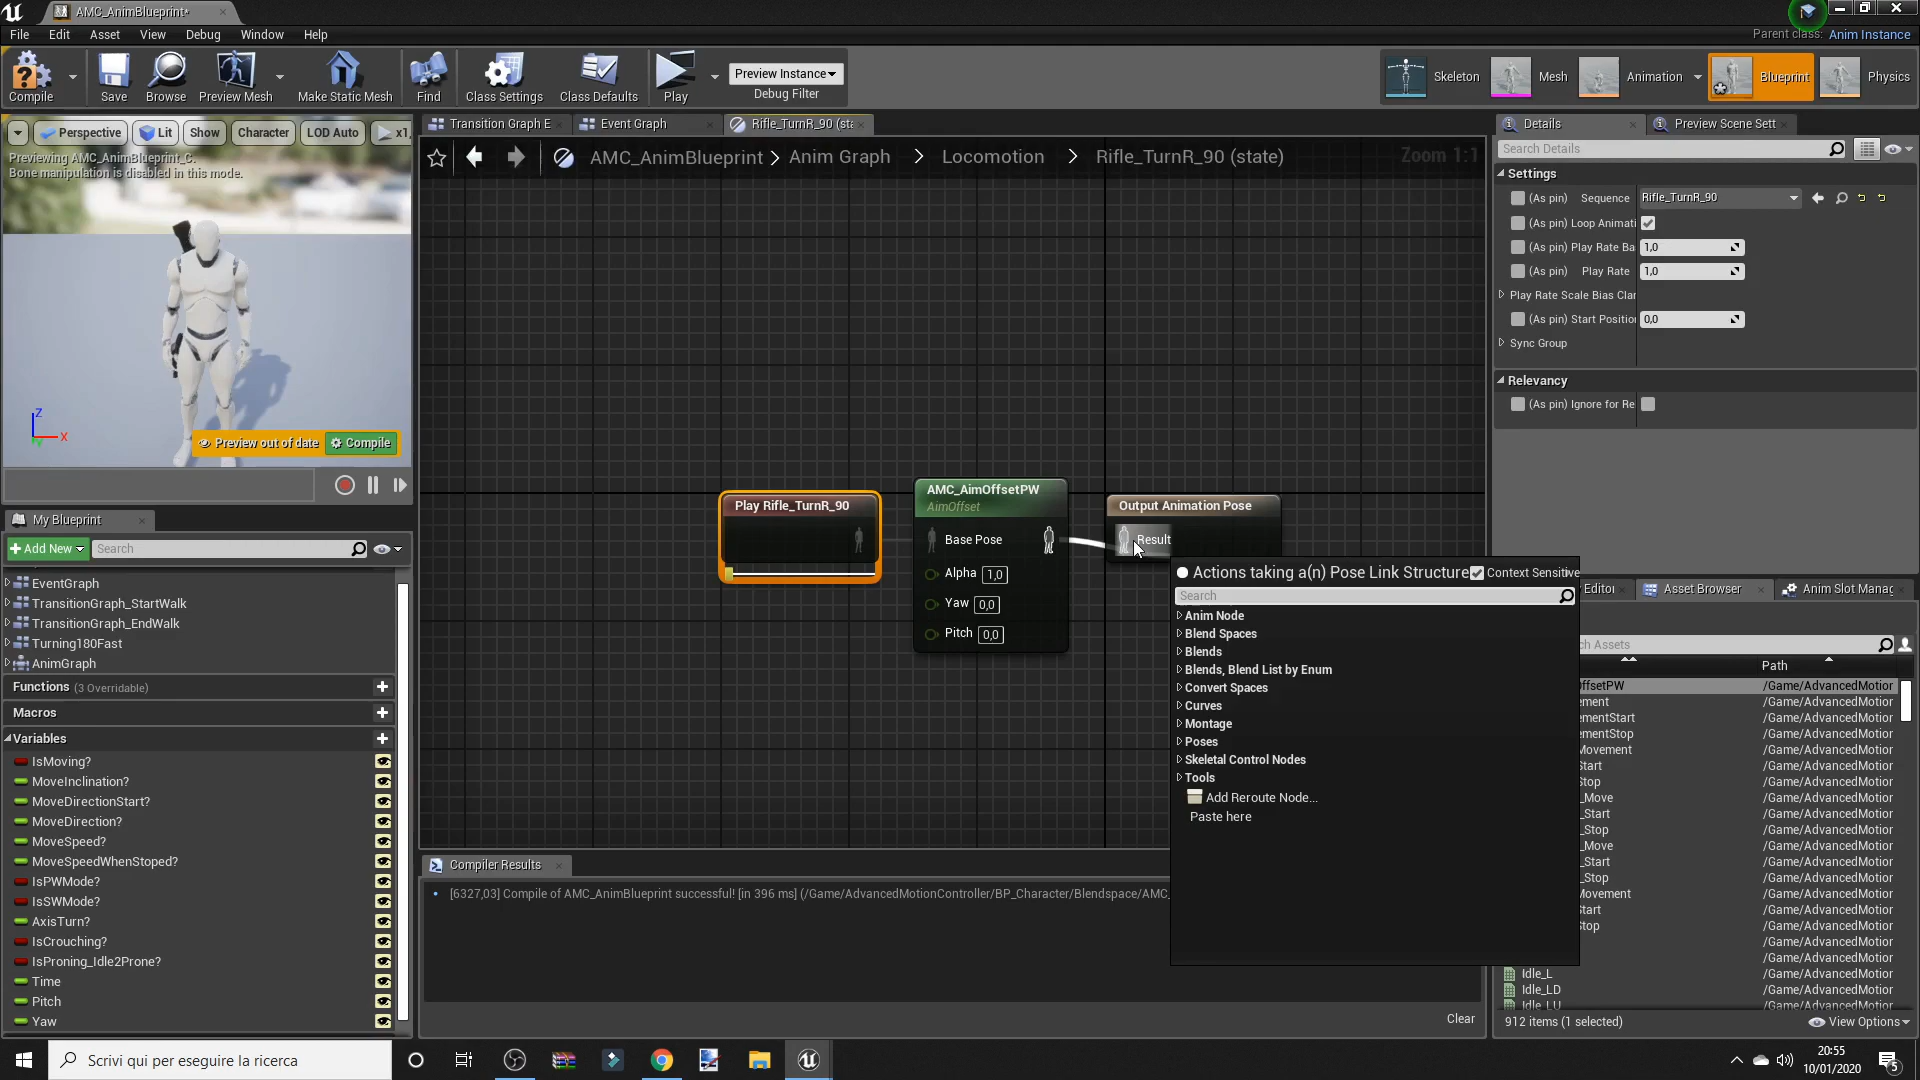 AMC_AnimBlueprint*
File Edit Asset View Debug Window Help
Parent class: Anim Instance
Compile Save Browse Preview Mesh Make Static Mesh Find Class Settings Class Defaults Play
Preview Instance
Debug Filter
Skeleton Mesh Animation Blueprint Physics
Perspective Lit Show Character LOD Auto x1,
Previewing AMC_AnimBlueprint_C.
Bone manipulation is disabled in this mode.
Z
X
Y
Preview out of date Compile
Transition Graph E Event Graph Rifle_TurnR_90 (sta
AMC_AnimBlueprint > Anim Graph > Locomotion > Rifle_TurnR_90 (state)
Zoom 1:1
Play Rifle_TurnR_90
AMC_AimOffsetPW
AimOffset
Base Pose
Alpha 1,0
Yaw 0,0
Pitch 0,0
Output Animation Pose
Result
Actions taking a(n) Pose Link Structure Context Sensitive
Search
Anim Node
Blend Spaces
Blends
Blends, Blend List by Enum
Convert Spaces
Curves
Montage
Poses
Skeletal Control Nodes
Tools
Add Reroute Node...
Paste here
My Blueprint
Add New Search
EventGraph
TransitionGraph_StartWalk
TransitionGraph_EndWalk
Turning180Fast
AnimGraph
Functions (3 Overridable)
Macros
Variables
IsMoving?
MoveInclination?
MoveDirectionStart?
MoveDirection?
MoveSpeed?
MoveSpeedWhenStoped?
IsPWMode?
IsSWMode?
AxisTurn?
IsCrouching?
IsProning_Idle2Prone?
Time
Pitch
Yaw
Compiler Results
[6327,03] Compile of AMC_AnimBlueprint successful! [in 396 ms] (/Game/AdvancedMotionController/BP_Character/Blendspace/AMC_
Clear
Details Preview Scene Sett
Search Details
Settings
(As pin) Sequence Rifle_TurnR_90
(As pin) Loop Animati
(As pin) Play Rate Ba 1,0
(As pin) Play Rate 1,0
Play Rate Scale Bias Clar
(As pin) Start Position 0,0
Sync Group
Relevancy
(As pin) Ignore for Re
Editor Asset Browser Anim Slot Manag
ch Assets
Path
ffsetPW /Game/AdvancedMotion
ement /Game/AdvancedMotion
ementStart /Game/AdvancedMotion
ementStop /Game/AdvancedMotion
Movement /Game/AdvancedMotion
Start /Game/AdvancedMotion
Stop /Game/AdvancedMotion
_Move /Game/AdvancedMotion
_Start /Game/AdvancedMotion
_Stop /Game/AdvancedMotion
_Move /Game/AdvancedMotion
_Start /Game/AdvancedMotion
_Stop /Game/AdvancedMotion
Movement /Game/AdvancedMotion
Start /Game/AdvancedMotion
Stop /Game/AdvancedMotion
/Game/AdvancedMotion
/Game/AdvancedMotion
Idle_L /Game/AdvancedMotion
Idle_LD /Game/AdvancedMotion
Idle_LU /Game/AdvancedMotion
912 items (1 selected) View Options
Scrivi qui per eseguire la ricerca
20:55
10/01/2020
5